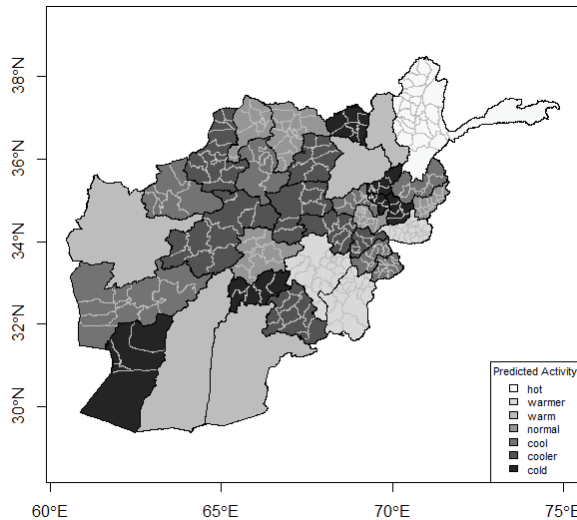 38°N
36°N
34°N
32°N
30°N
Predicted Activity
hot
warmer
warm
normal
cool
cooler
cold
60°E
65°E
70°E
75°E